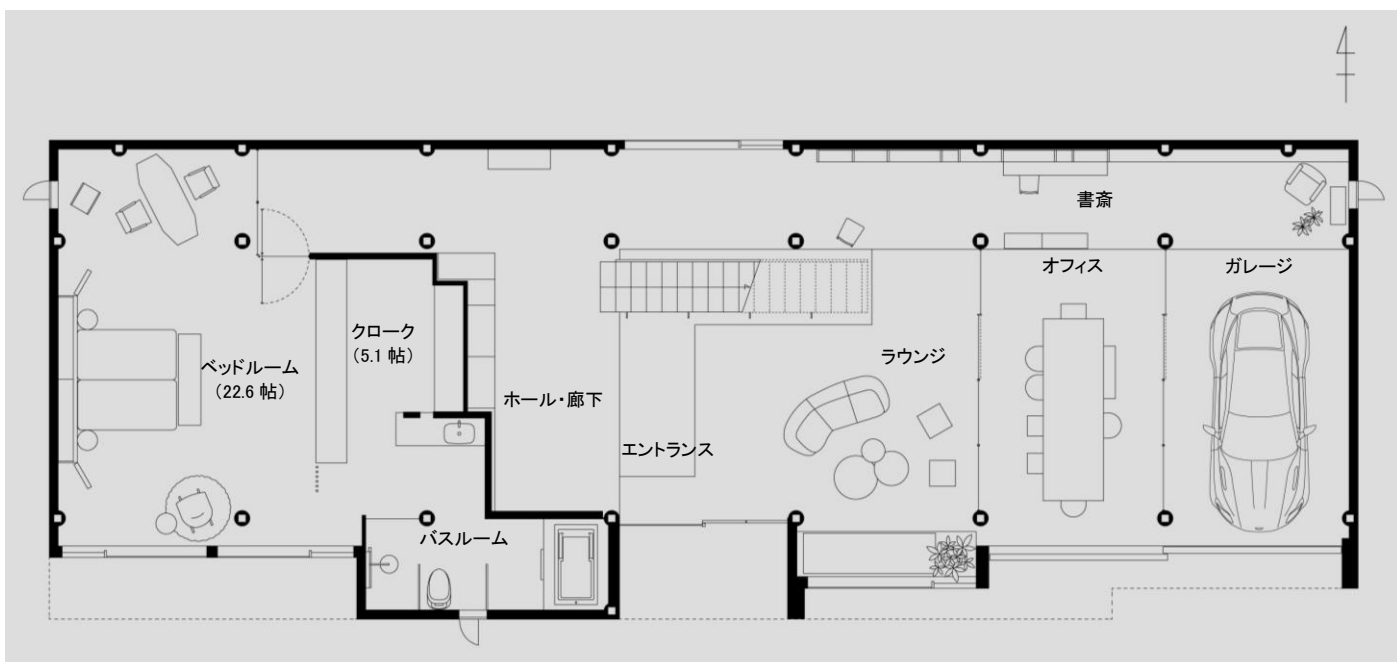 書斎
オフィス
ガレージ
クローク
(5.1 帖)
ベッドルーム
(22.6 帖)
ラウンジ
ホール・廊下
エントランス
バスルーム